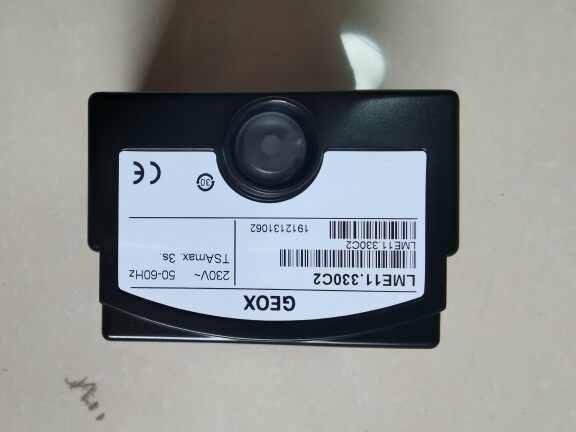 GEOX
LME11.330C2
230V~ 50-60Hz
TSAmax. 3s.
LME11.330C2
1912131062
30
CE